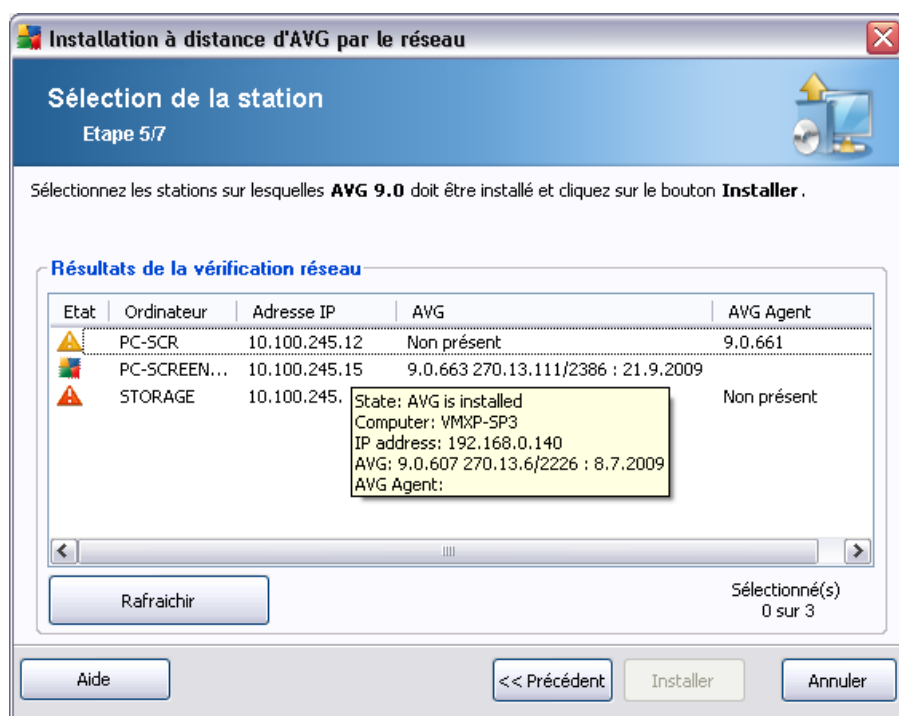 Installation à distance d'AVG par le réseau
Sélection de la station
Etape 5/7
Sélectionnez les stations sur lesquelles AVG 9.0 doit être installé et cliquez sur le bouton Installer.
Résultats de la vérification réseau
Etat Ordinateur Adresse IP AVG AVG Agent
PC-SCR 10.100.245.12 Non présent 9.0.661
PC-SCREEN... 10.100.245.15 9.0.663 270.13.111/2386 : 21.9.2009
STORAGE 10.100.245. Non présent
State: AVG is installed
Computer: VMXP-SP3
IP address: 192.168.0.140
AVG: 9.0.607 270.13.6/2226 : 8.7.2009
AVG Agent:
Rafraichir
Sélectionné(s)
0 sur 3
Aide << Précédent Installer Annuler